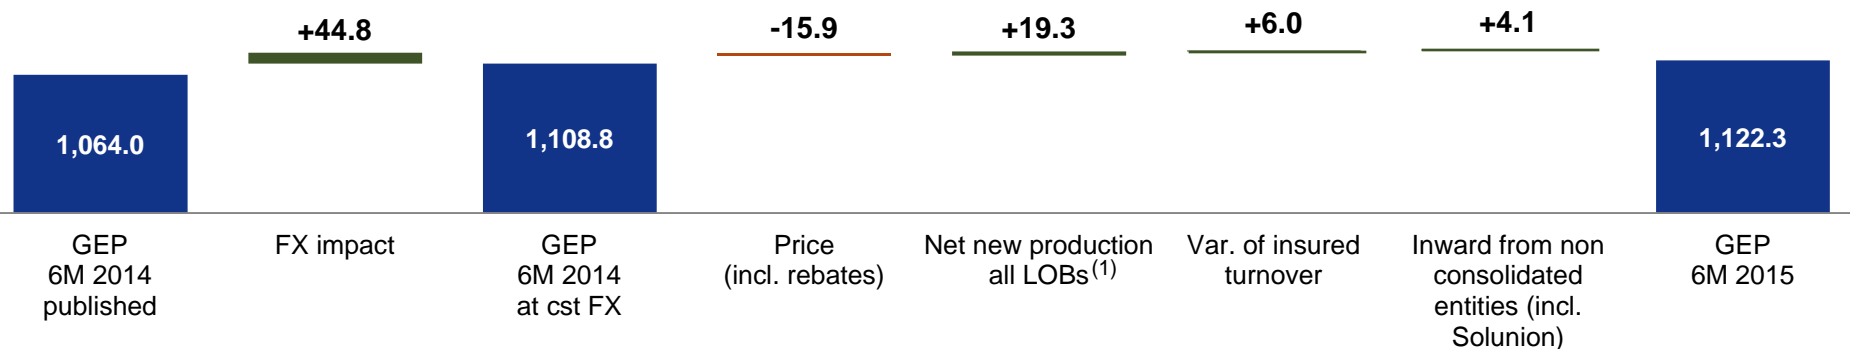 +44.8
-15.9
+19.3
+6.0
+4.1
1,064.0
1,108.8
1,122.3
GEP
6M 2014
published
FX impact
GEP
6M 2014
at cst FX
Price
(incl. rebates)
Net new production
all LOBs (1)
Var. of insured
turnover
Inward from non
consolidated
entities (incl.
Solunion)
GEP
6M 2015